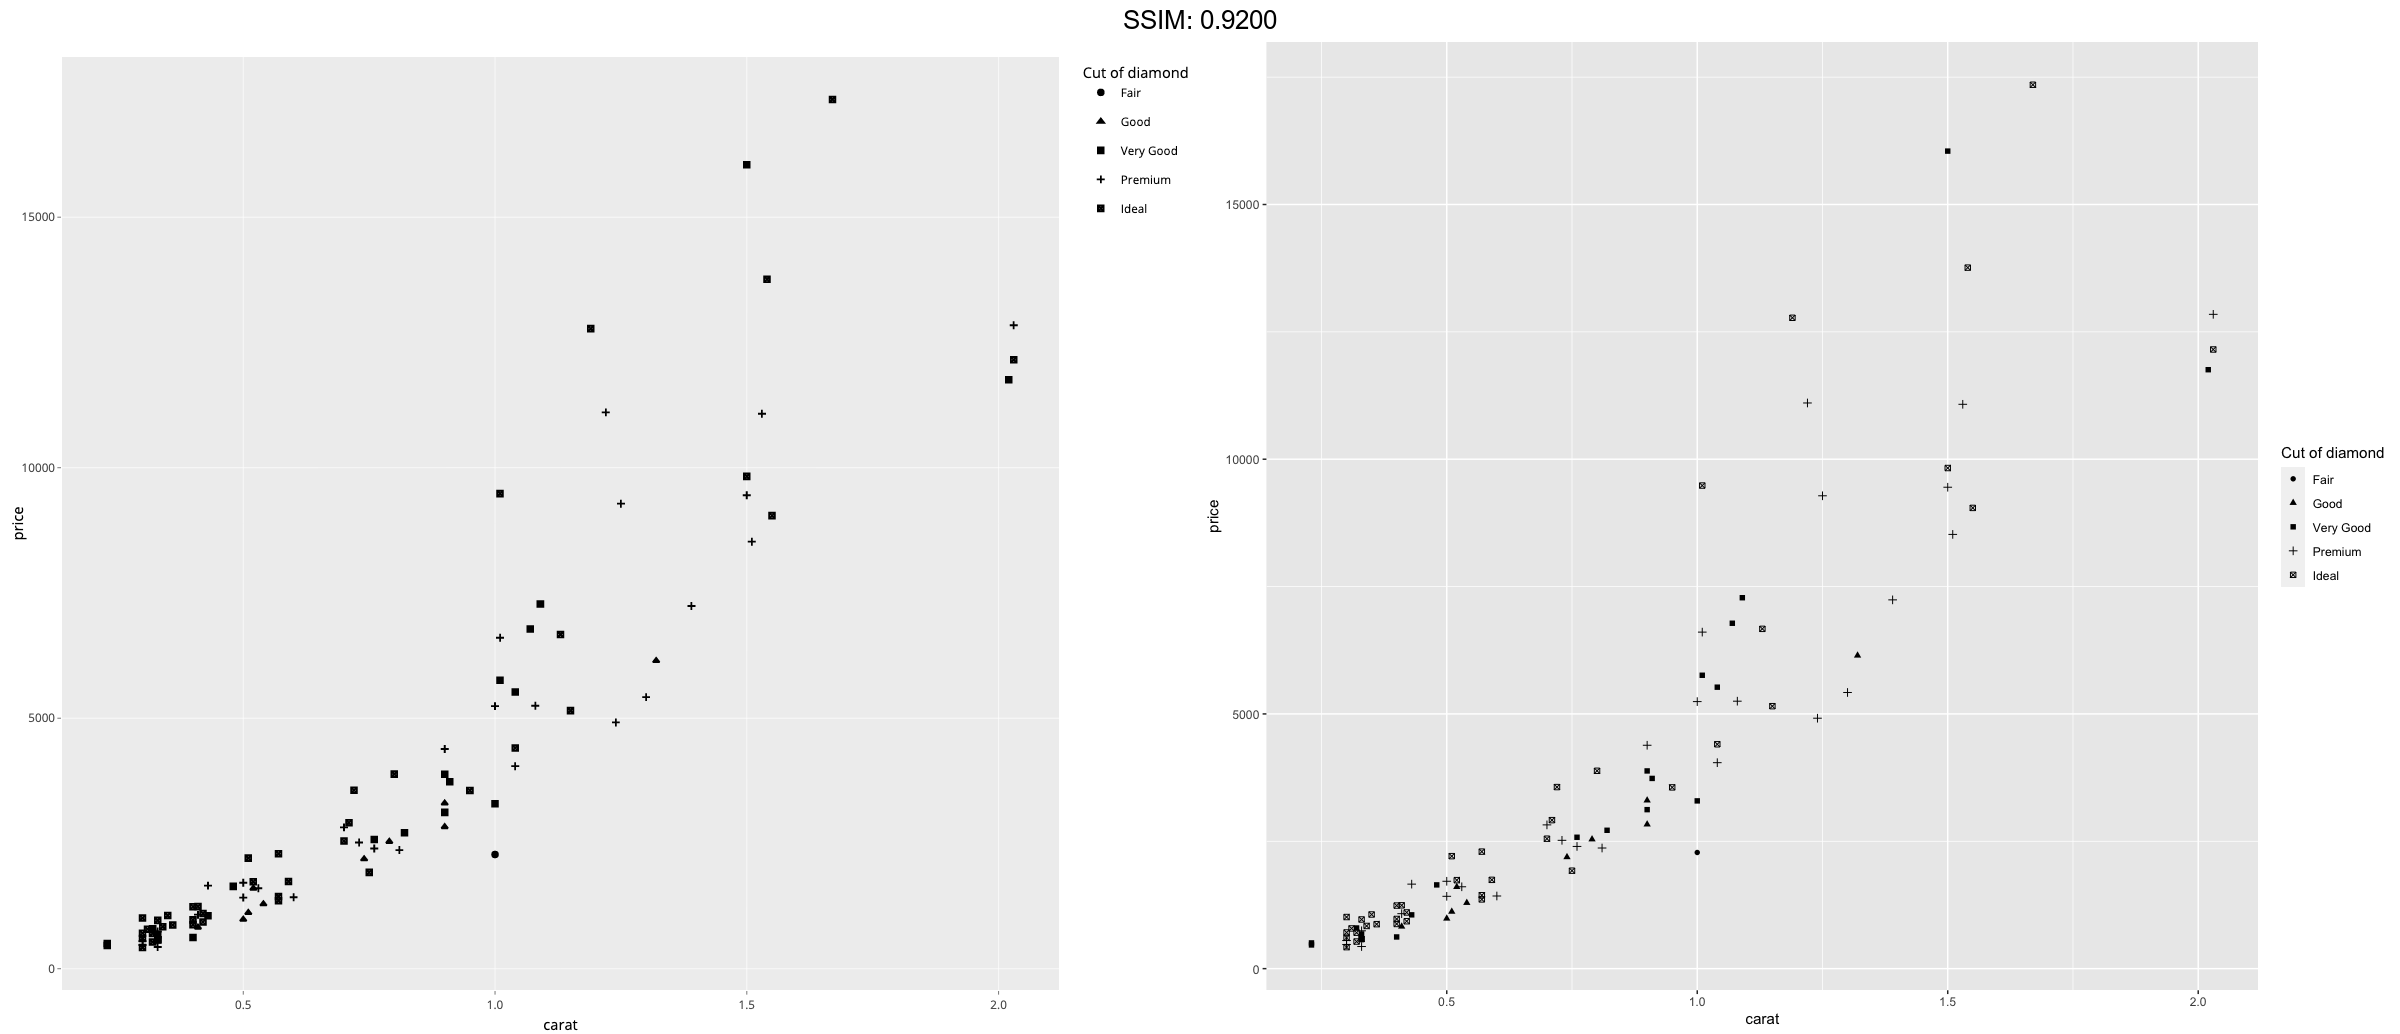 SSIM: 0.9200
Cut of diamond
Fair
Good
Very Good
Premium
Ideal
15000
10000
5000
0
price
0.5
1.0
1.5
2.0
carat
15000
10000
5000
0
price
0.5
1.0
1.5
2.0
carat
Cut of diamond
Fair
Good
Very Good
Premium
Ideal